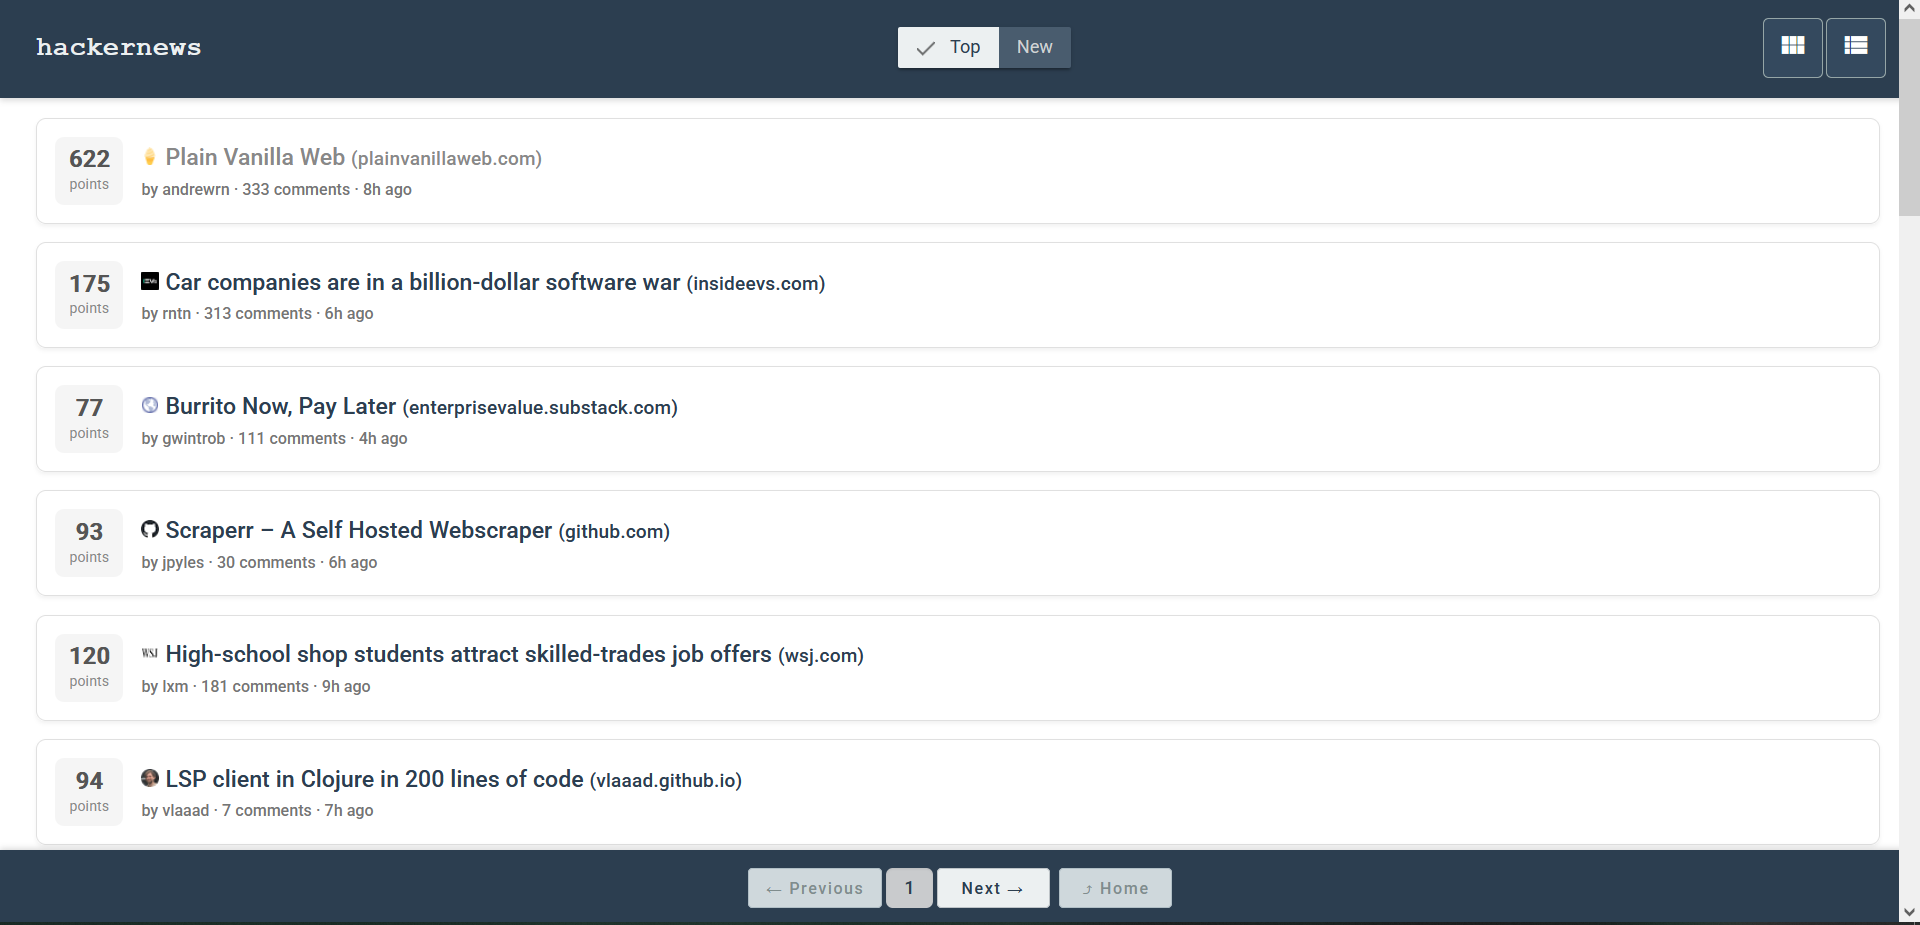 hackernews
Top
New
622
points
Plain Vanilla Web (plainvanillaweb.com)
by andrewrn · 333 comments · 8h ago
175
points
Car companies are in a billion-dollar software war (insideevs.com)
by rntn · 313 comments · 6h ago
77
points
Burrito Now, Pay Later (enterprisevalue.substack.com)
by gwintrob · 111 comments · 4h ago
93
points
Scraperr – A Self Hosted Webscraper (github.com)
by jpyles · 30 comments · 6h ago
120
points
WSJ High-school shop students attract skilled-trades job offers (wsj.com)
by lxm · 181 comments · 9h ago
94
points
LSP client in Clojure in 200 lines of code (vlaaad.github.io)
by vlaaad · 7 comments · 7h ago
← Previous
1
Next →
⤴ Home